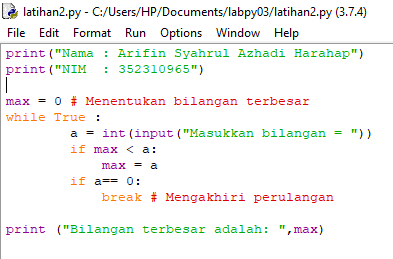 latihan2.py - C:/Users/HP/Documents/labpy03/latihan2.py (3.7.4)
File Edit Format Run Options Window Help
print("Nama : Arifin Syahrul Azhadi Harahap")
print("NIM  : 352310965")
max = 0 # Menentukan bilangan terbesar
while True :
        a = int(input("Masukkan bilangan = "))
        if max < a:
            max = a
        if a== 0:
            break # Mengakhiri perulangan
print ("Bilangan terbesar adalah: ",max)